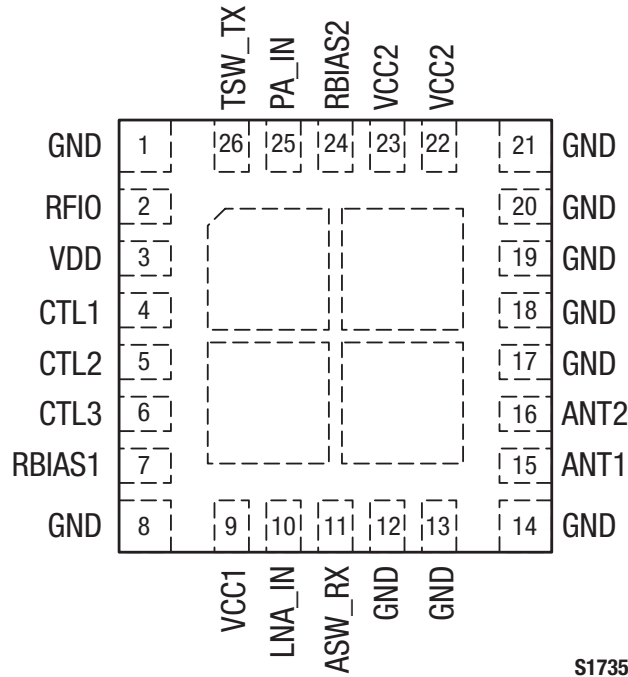 TSW_TX PA_IN RBIAS2 VCC2 VCC2
26 25 24 23 22
GND 1 21 GND
RFIO 2 20 GND
VDD 3 19 GND
CTL1 4 18 GND
CTL2 5 17 GND
CTL3 6 16 ANT2
RBIAS1 7 15 ANT1
GND 8 14 GND
9 10 11 12 13
VCC1 LNA_IN ASW_RX GND GND
S1735